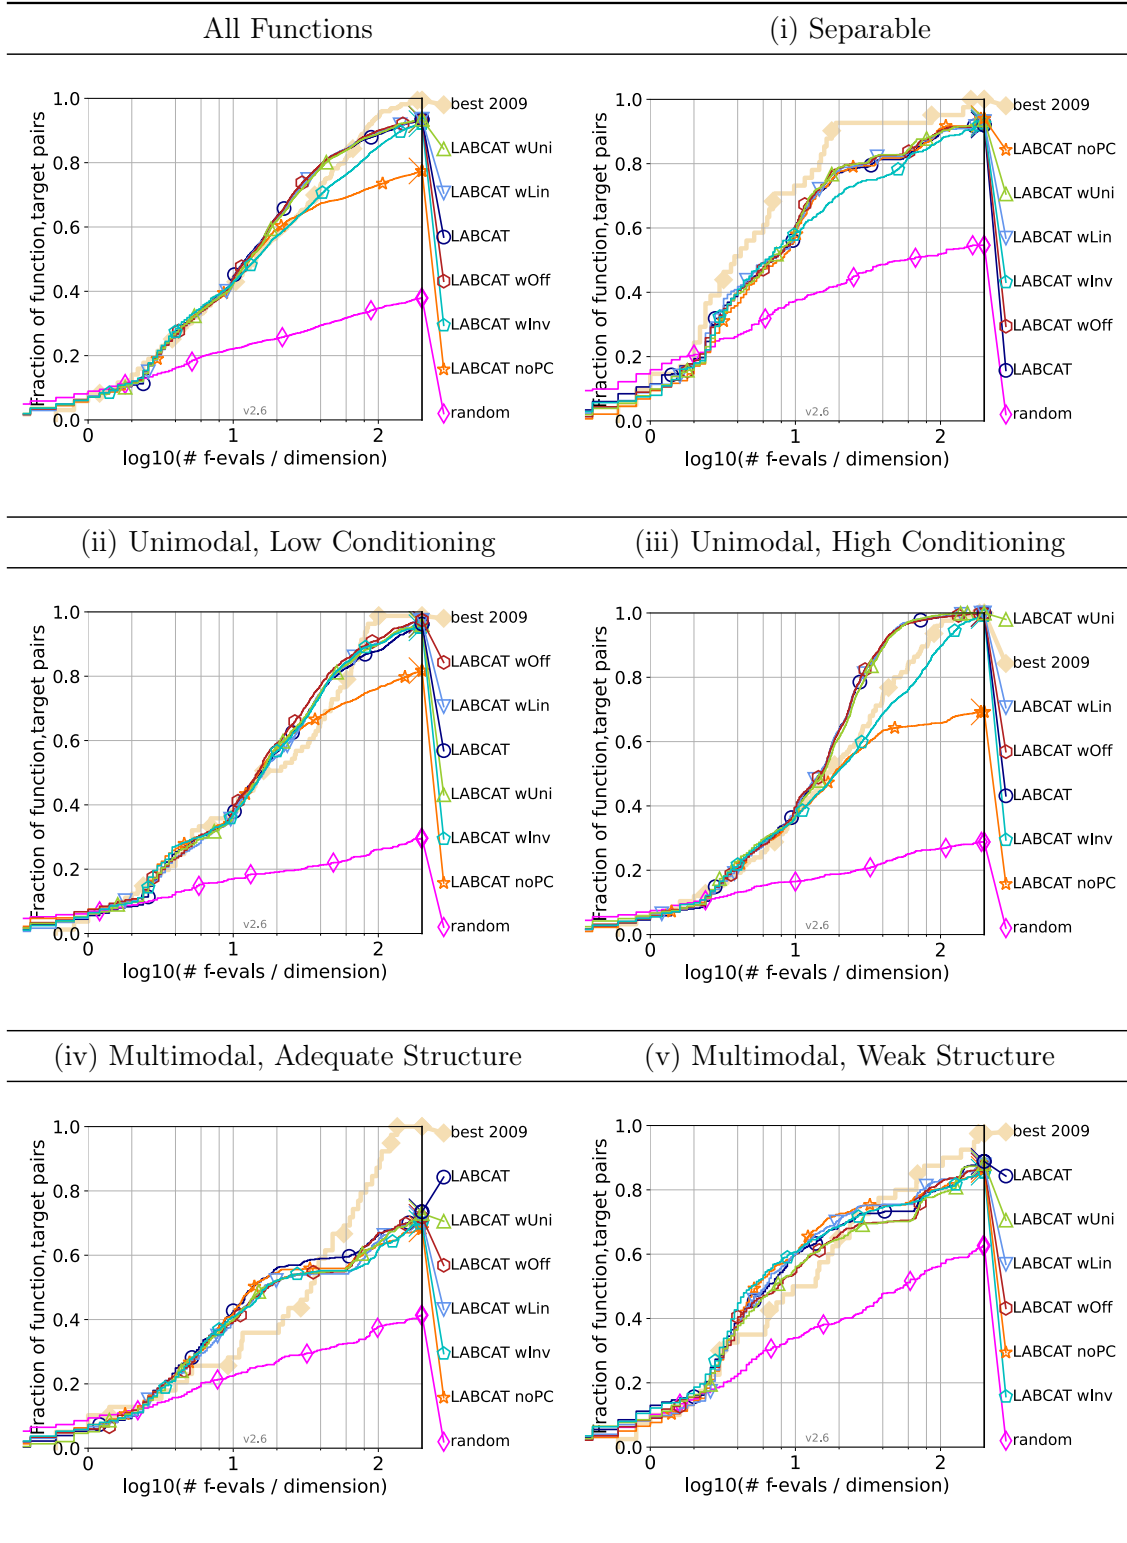 All Functions
(i) Separable
Fraction of function,target pairs
1.0
0.8
0.6
0.4
0.2
0.0
0
1
2
v2.6
log10(# f-evals / dimension)
best 2009
LABCAT wUni
LABCAT wLin
LABCAT
LABCAT wOff
LABCAT wInv
LABCAT noPC
random
Fraction of function,target pairs
1.0
0.8
0.6
0.4
0.2
0.0
0
1
2
v2.6
log10(# f-evals / dimension)
best 2009
LABCAT noPC
LABCAT wUni
LABCAT wLin
LABCAT wInv
LABCAT wOff
LABCAT
random
(ii) Unimodal, Low Conditioning
(iii) Unimodal, High Conditioning
Fraction of function,target pairs
1.0
0.8
0.6
0.4
0.2
0.0
0
1
2
v2.6
log10(# f-evals / dimension)
best 2009
LABCAT wOff
LABCAT wLin
LABCAT
LABCAT wUni
LABCAT wInv
LABCAT noPC
random
Fraction of function,target pairs
1.0
0.8
0.6
0.4
0.2
0.0
0
1
2
v2.6
log10(# f-evals / dimension)
LABCAT wUni
best 2009
LABCAT wLin
LABCAT wOff
LABCAT
LABCAT wInv
LABCAT noPC
random
(iv) Multimodal, Adequate Structure
(v) Multimodal, Weak Structure
Fraction of function,target pairs
1.0
0.8
0.6
0.4
0.2
0.0
0
1
2
v2.6
log10(# f-evals / dimension)
best 2009
LABCAT
LABCAT wUni
LABCAT wOff
LABCAT wLin
LABCAT wInv
LABCAT noPC
random
Fraction of function,target pairs
1.0
0.8
0.6
0.4
0.2
0.0
0
1
2
v2.6
log10(# f-evals / dimension)
best 2009
LABCAT
LABCAT wUni
LABCAT wLin
LABCAT wOff
LABCAT noPC
LABCAT wInv
random